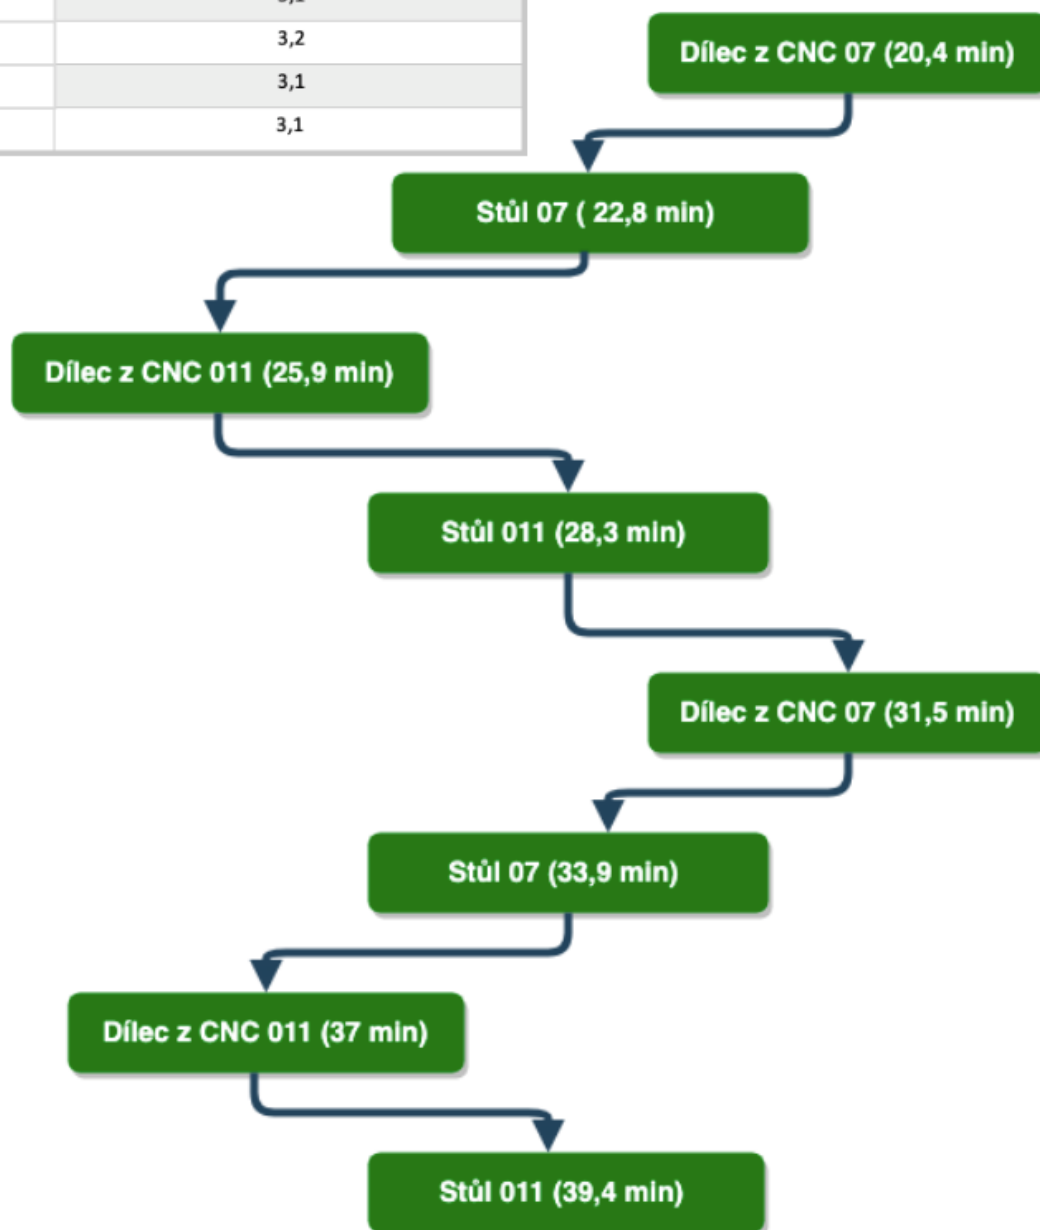 3,2
3,1
3,1
Dílec z CNC 07 (20,4 min)
Stůl 07 ( 22,8 min)
Dílec z CNC 011 (25,9 min)
Stůl 011 (28,3 min)
Dílec z CNC 07 (31,5 min)
Stůl 07 (33,9 min)
Dílec z CNC 011 (37 min)
Stůl 011 (39,4 min)